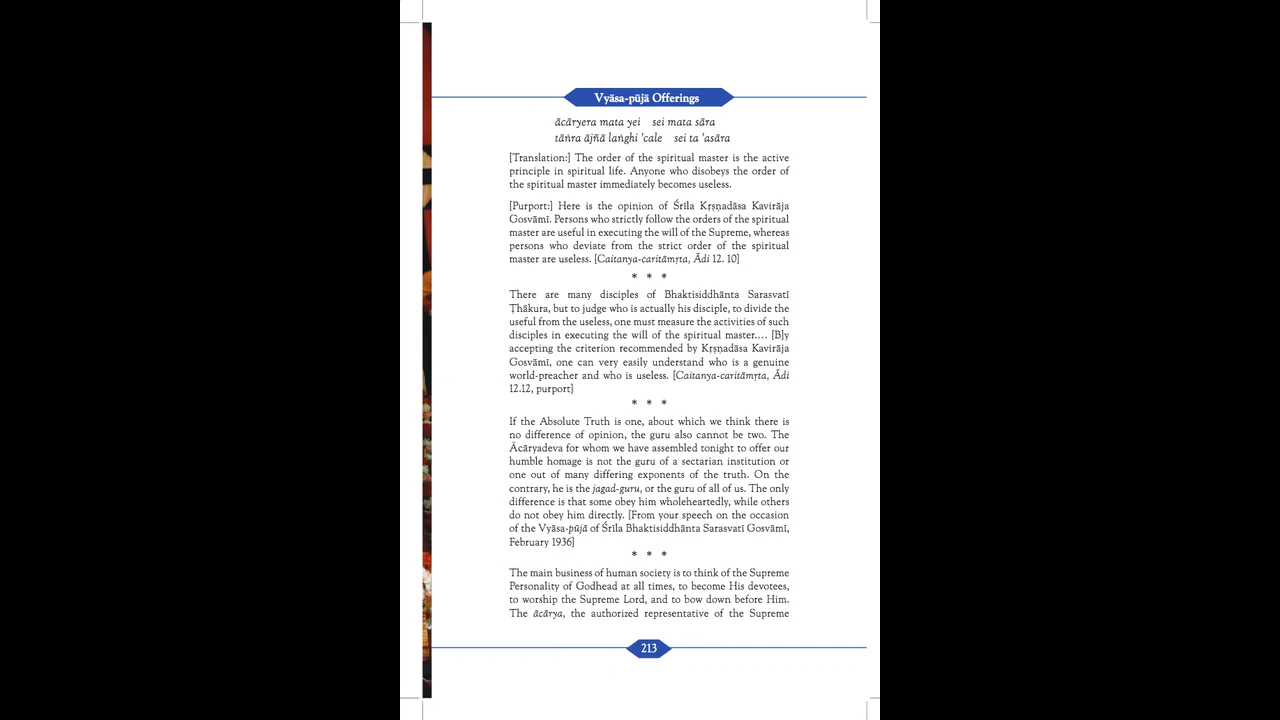 Vyāsa-pūjā Offerings
ācāryera mata yei sei mata sāra
tāṅra ājñā laṅghi 'cale sei ta 'asāra
[Translation:] The order of the spiritual master is the active
principle in spiritual life. Anyone who disobeys the order of
the spiritual master immediately becomes useless.
[Purport:] Here is the opinion of Śrīla Kṛṣṇadāsa Kavirāja
Gosvāmī. Persons who strictly follow the orders of the spiritual
master are useful in executing the will of the Supreme, whereas
persons who deviate from the strict order of the spiritual
master are useless. [Caitanya-caritāmṛta, Ādi 12. 10]
* * *
There are many disciples of Bhaktisiddhānta Sarasvatī
Ṭhākura, but to judge who is actually his disciple, to divide the
useful from the useless, one must measure the activities of such
disciples in executing the will of the spiritual master.… [B]y
accepting the criterion recommended by Kṛṣṇadāsa Kavirāja
Gosvāmī, one can very easily understand who is a genuine
world-preacher and who is useless. [Caitanya-caritāmṛta, Ādi
12.12, purport}
* * *
If the Absolute Truth is one, about which we think there is
no difference of opinion, the guru also cannot be two. The
Ācāryadeva for whom we have assembled tonight to offer our
humble homage is not the guru of a sectarian institution or
one out of many differing exponents of the truth. On the
contrary, he is the jagad-guru, or the guru of all of us. The only
difference is that some obey him wholeheartedly, while others
do not obey him directly. [From your speech on the occasion
of the Vyāsa-pūjā of Śrīla Bhaktisiddhānta Sarasvatī Gosvāmī,
February 1936]
* * *
The main business of human society is to think of the Supreme
Personality of Godhead at all times, to become His devotees,
to worship the Supreme Lord, and to bow down before Him.
The ācārya, the authorized representative of the Supreme
213